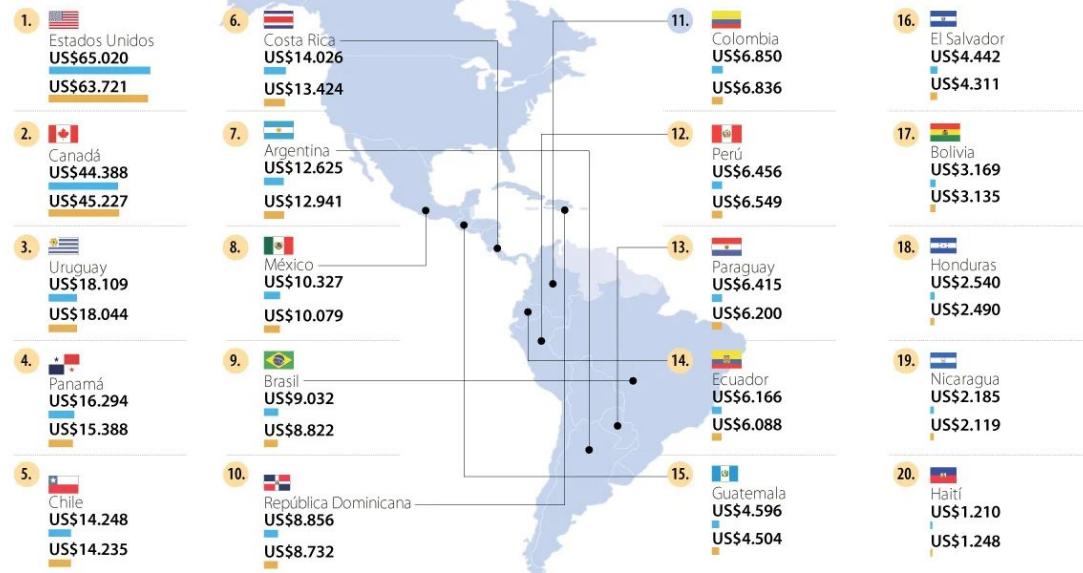 1.
Estados Unidos
US$65.020
US$63.721
2.
Canadá
US$44.388
US$45.227
3.
Uruguay
US$18.109
US$18.044
4.
Panamá
US$16.294
US$15.388
5.
Chile
US$14.248
US$14.235
6.
Costa Rica
US$14.026
US$13.424
7.
Argentina
US$12.625
US$12.941
8.
México
US$10.327
US$10.079
9.
Brasil
US$9.032
US$8.822
10.
República Dominicana
US$8.856
US$8.732
11.
Colombia
US$6.850
US$6.836
12.
Perú
US$6.456
US$6.549
13.
Paraguay
US$6.415
US$6.200
14.
Ecuador
US$6.166
US$6.088
15.
Guatemala
US$4.596
US$4.504
16.
El Salvador
US$4.442
US$4.311
17.
Bolivia
US$3.169
US$3.135
18.
Honduras
US$2.540
US$2.490
19.
Nicaragua
US$2.185
US$2.119
20.
Haití
US$1.210
US$1.248